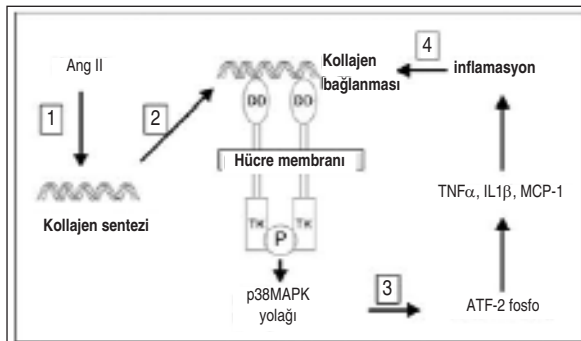 Ang II
1
Kollajen sentezi
2
Kollajen
bağlanması
DD DD
Hücre membranı
TK TK
P
p38MAPK
yolağı
3
ATF-2 fosfo
TNFα, IL1β, MCP-1
inflamasyon
4